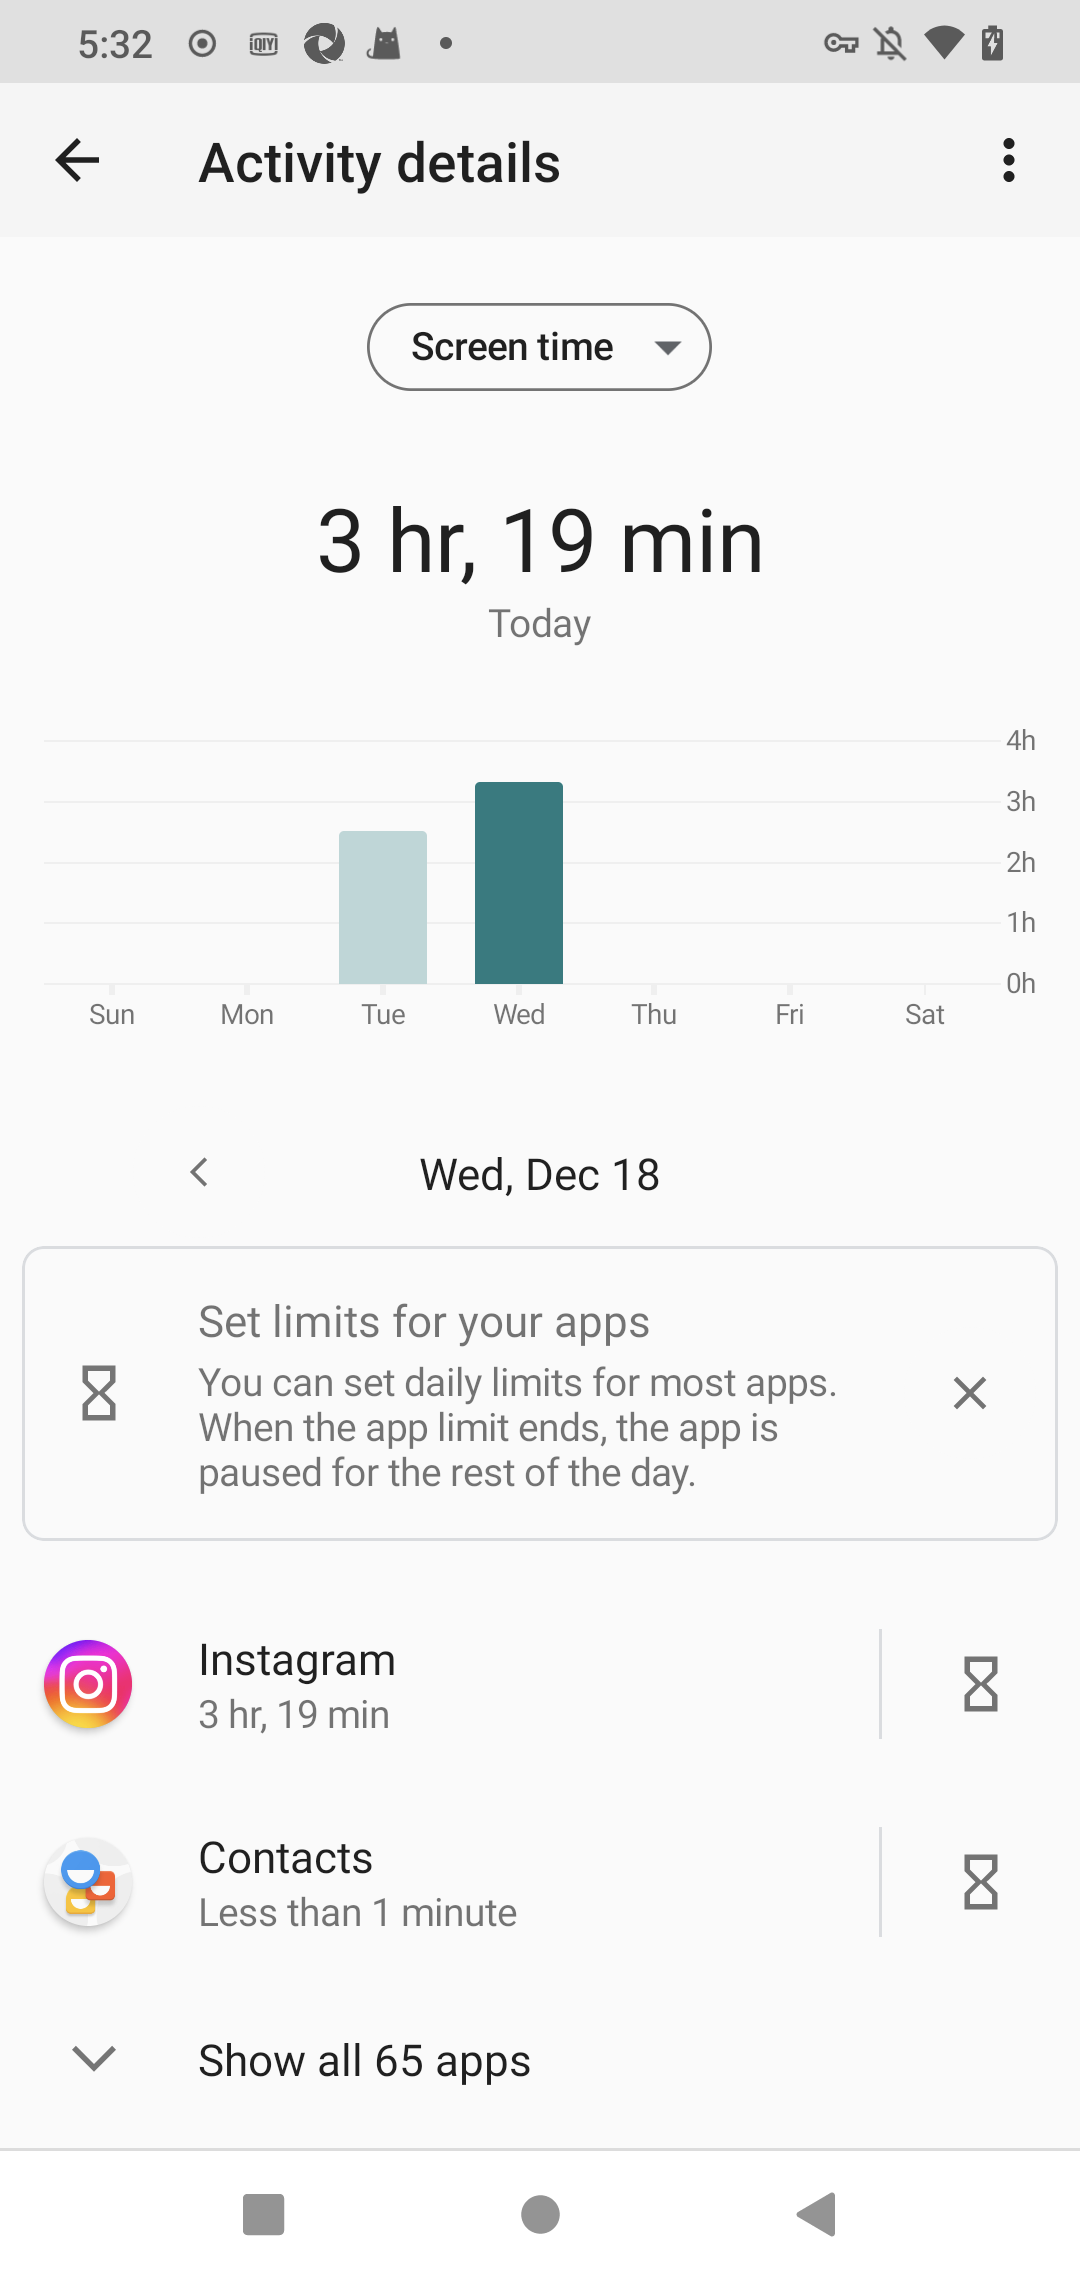 5:32
iQIYI
Activity details
Screen time
3 hr, 19 min
Today
4h
3h
2h
1h
0h
Sun Mon Tue Wed Thu Fri Sat
Wed, Dec 18
Set limits for your apps
You can set daily limits for most apps.
When the app limit ends, the app is
paused for the rest of the day.
Instagram
3 hr, 19 min
Contacts
Less than 1 minute
Show all 65 apps